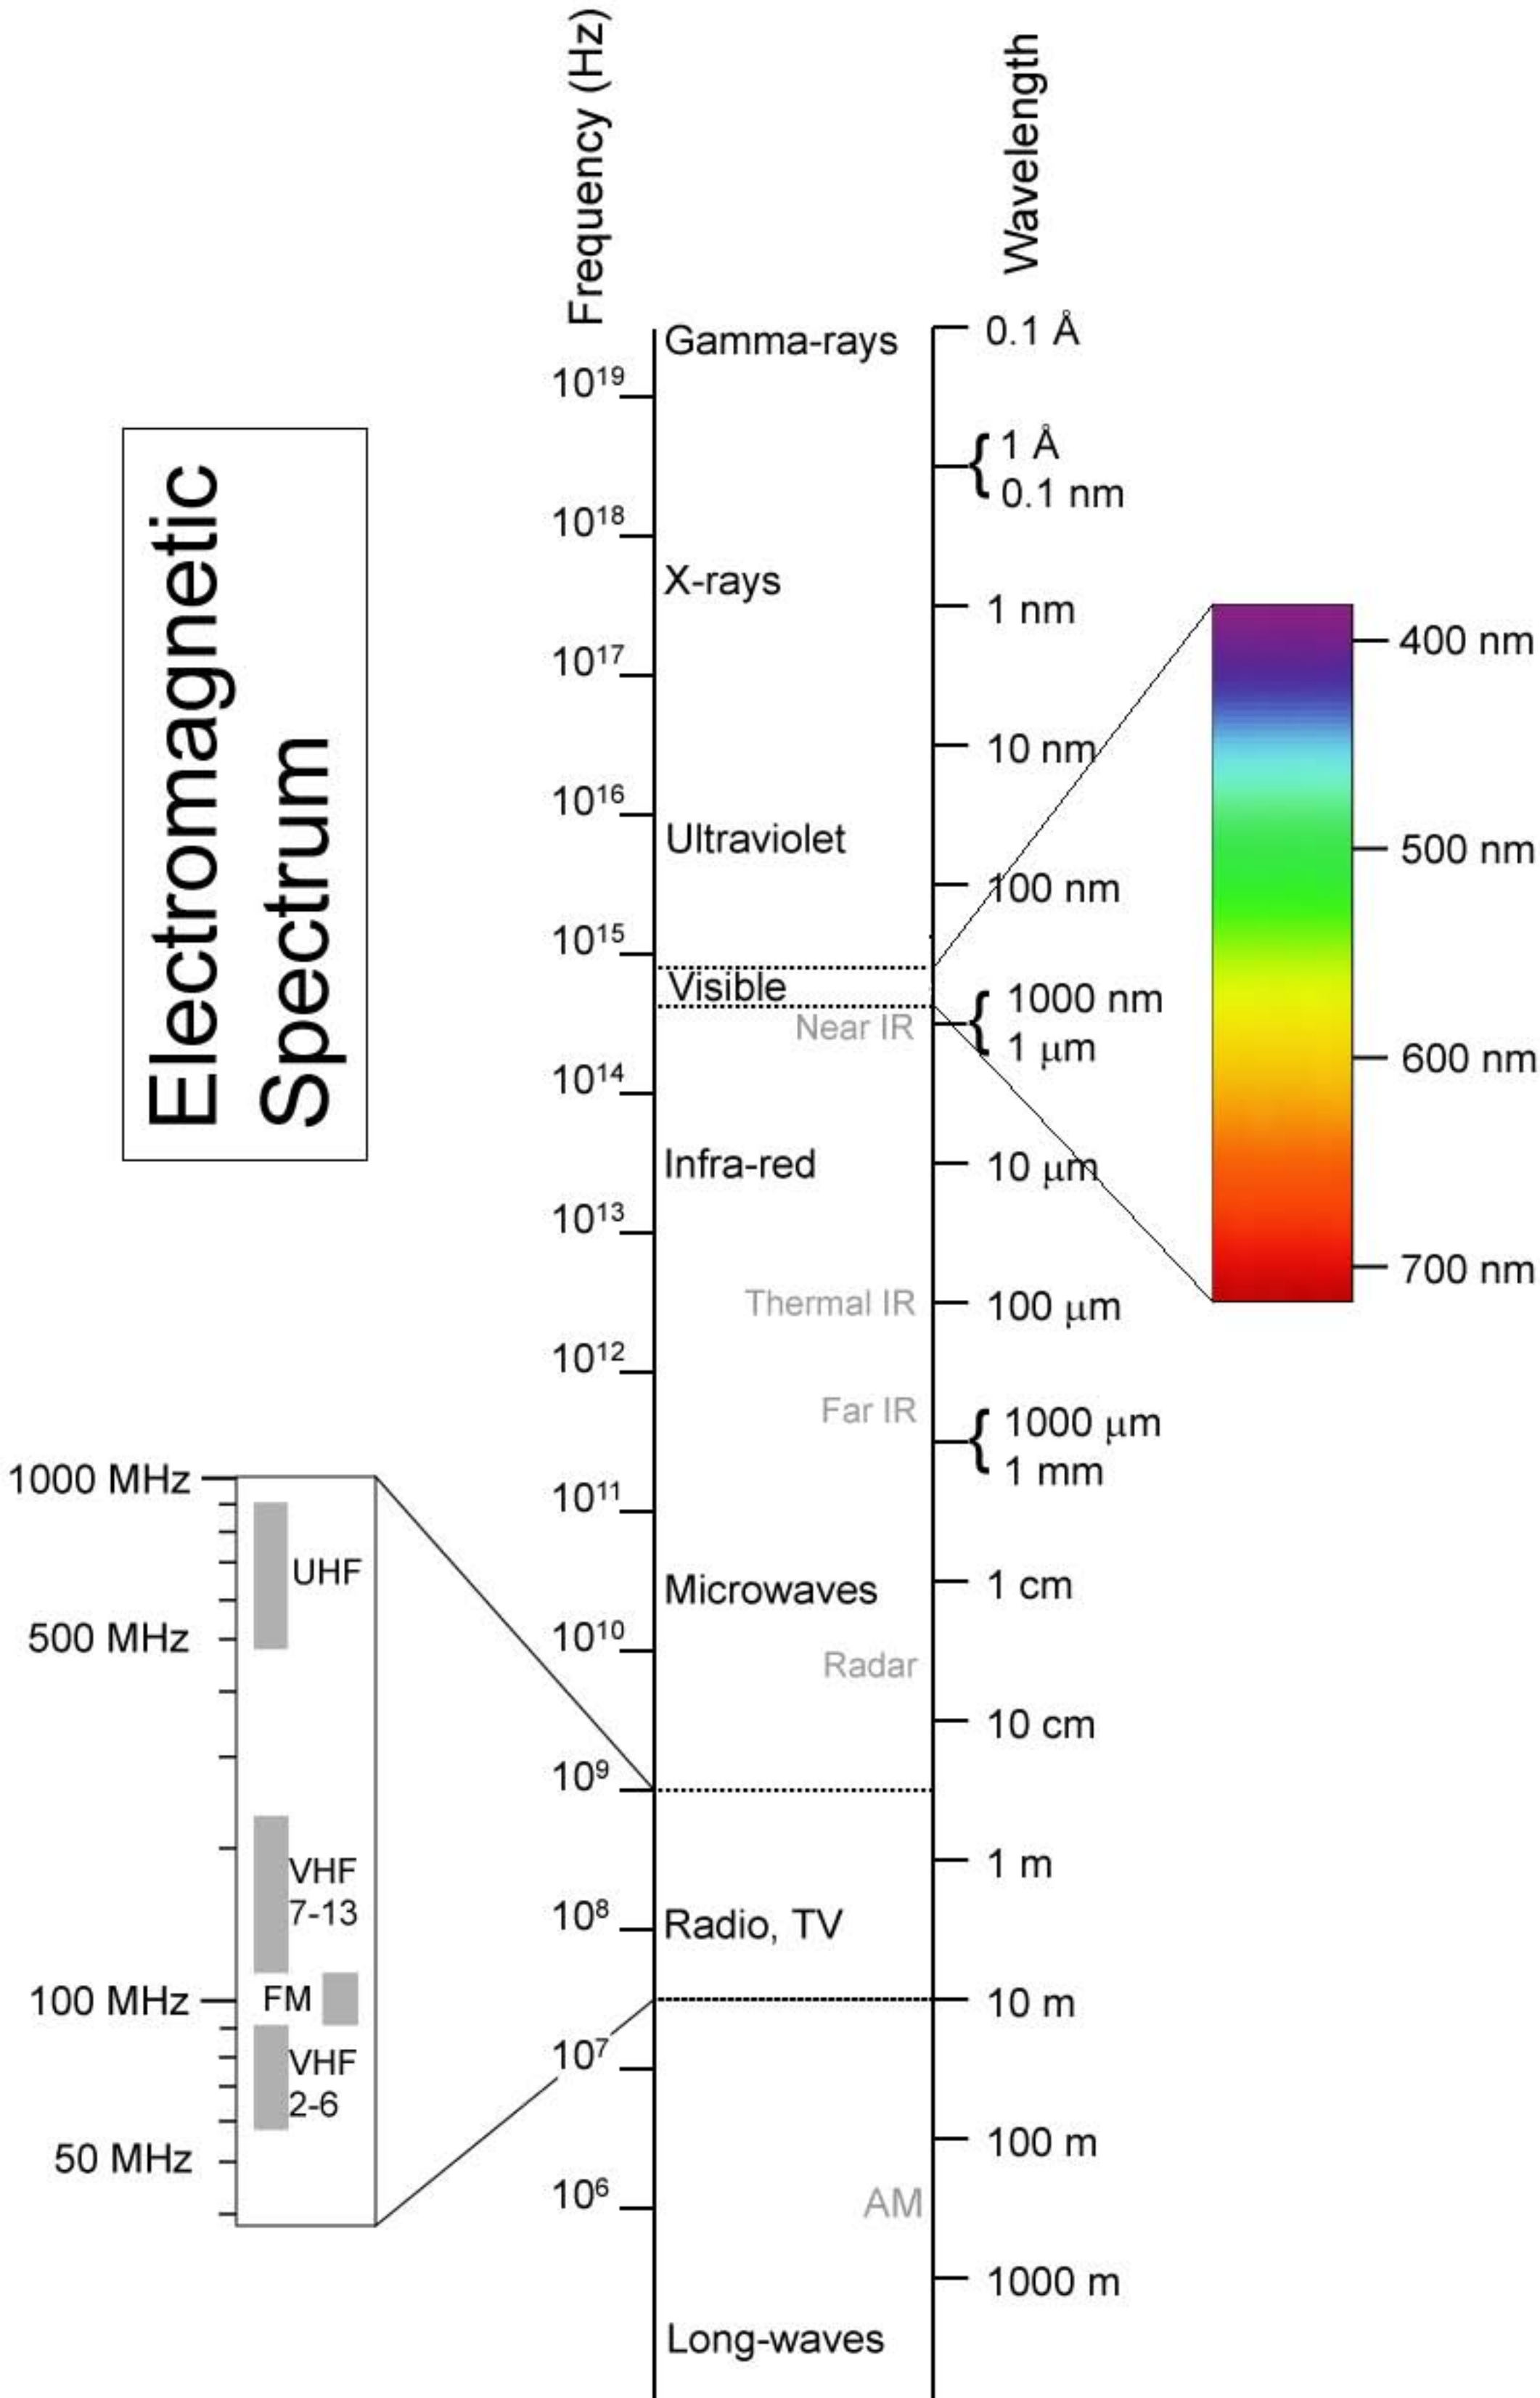 Frequency (Hz)
Wavelength
Electromagnetic
Spectrum
Gamma-rays
X-rays
Ultraviolet
Visible
Near IR
Infra-red
Thermal IR
Far IR
Microwaves
Radar
Radio, TV
AM
Long-waves
10¹⁹
10¹⁸
10¹⁷
10¹⁶
10¹⁵
10¹⁴
10¹³
10¹²
10¹¹
10¹⁰
10⁹
10⁸
10⁷
10⁶
0.1 Å
1 Å
0.1 nm
1 nm
10 nm
100 nm
1000 nm
1 μm
10 μm
100 μm
1000 μm
1 mm
1 cm
10 cm
1 m
10 m
100 m
1000 m
400 nm
500 nm
600 nm
700 nm
1000 MHz
500 MHz
100 MHz
50 MHz
UHF
VHF
7-13
FM
VHF
2-6